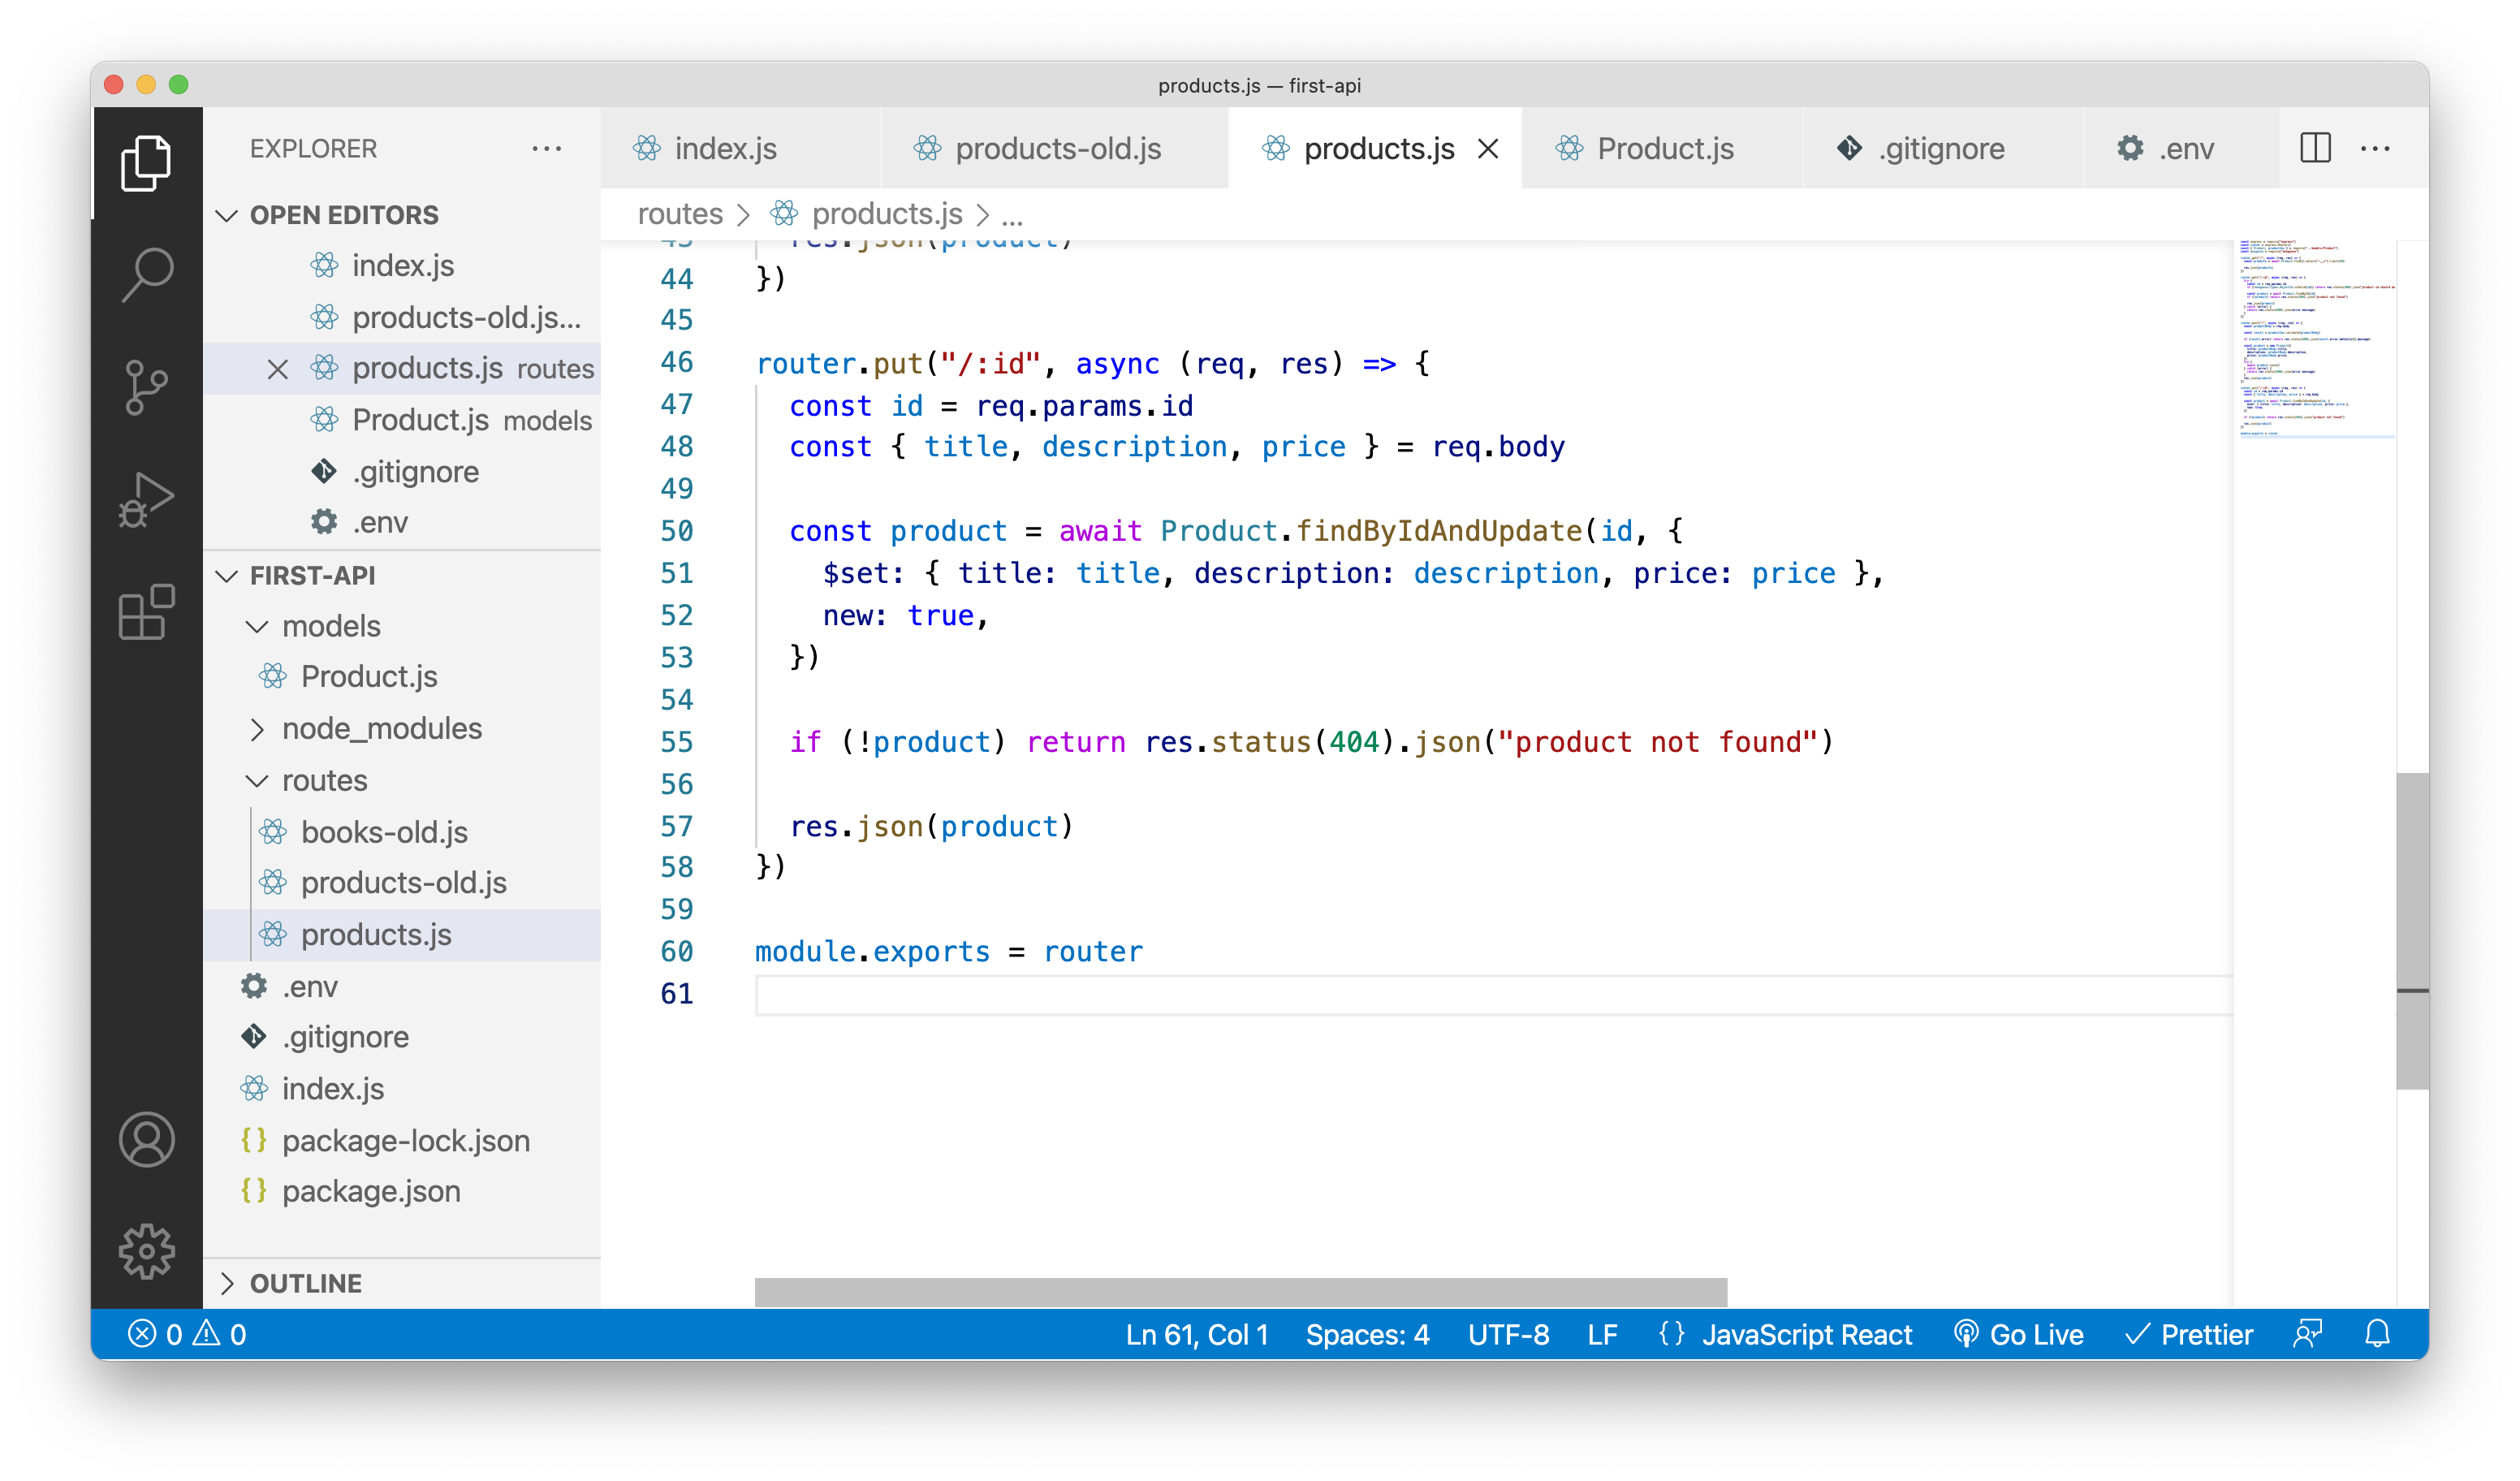 products.js — first-api
EXPLORER
OPEN EDITORS
index.js
products-old.js...
products.js routes
Product.js models
.gitignore
.env
FIRST-API
models
Product.js
node_modules
routes
books-old.js
products-old.js
products.js
.env
.gitignore
index.js
package-lock.json
package.json
OUTLINE
index.js products-old.js products.js Product.js .gitignore .env
routes > products.js > ...
43 res.json(product)
44 })
45
46 router.put("/:id", async (req, res) => {
47 const id = req.params.id
48 const { title, description, price } = req.body
49
50 const product = await Product.findByIdAndUpdate(id, {
51 $set: { title: title, description: description, price: price },
52 new: true,
53 })
54
55 if (!product) return res.status(404).json("product not found")
56
57 res.json(product)
58 })
59
60 module.exports = router
61
0 0 Ln 61, Col 1 Spaces: 4 UTF-8 LF {} JavaScript React Go Live Prettier